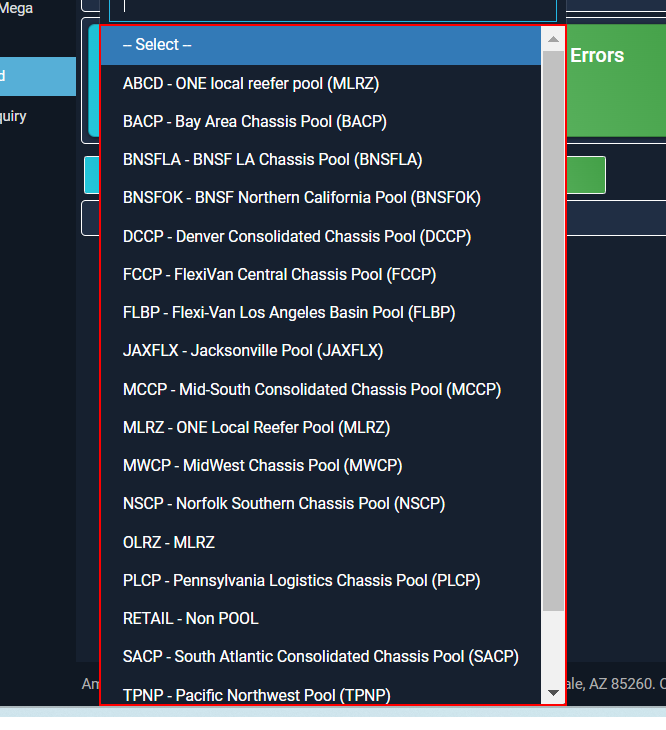 Mega
d
quiry
-- Select --
Errors
ABCD - ONE local reefer pool (MLRZ)
BACP - Bay Area Chassis Pool (BACP)
BNSFLA - BNSF LA Chassis Pool (BNSFLA)
BNSFOK - BNSF Northern California Pool (BNSFOK)
DCCP - Denver Consolidated Chassis Pool (DCCP)
FCCP - FlexiVan Central Chassis Pool (FCCP)
FLBP - Flexi-Van Los Angeles Basin Pool (FLBP)
JAXFLX - Jacksonville Pool (JAXFLX)
MCCP - Mid-South Consolidated Chassis Pool (MCCP)
MLRZ - ONE Local Reefer Pool (MLRZ)
MWCP - MidWest Chassis Pool (MWCP)
NSCP - Norfolk Southern Chassis Pool (NSCP)
OLRZ - MLRZ
PLCP - Pennsylvania Logistics Chassis Pool (PLCP)
RETAIL - Non POOL
SACP - South Atlantic Consolidated Chassis Pool (SACP)
TPNP - Pacific Northwest Pool (TPNP)
Am
ale, AZ 85260.